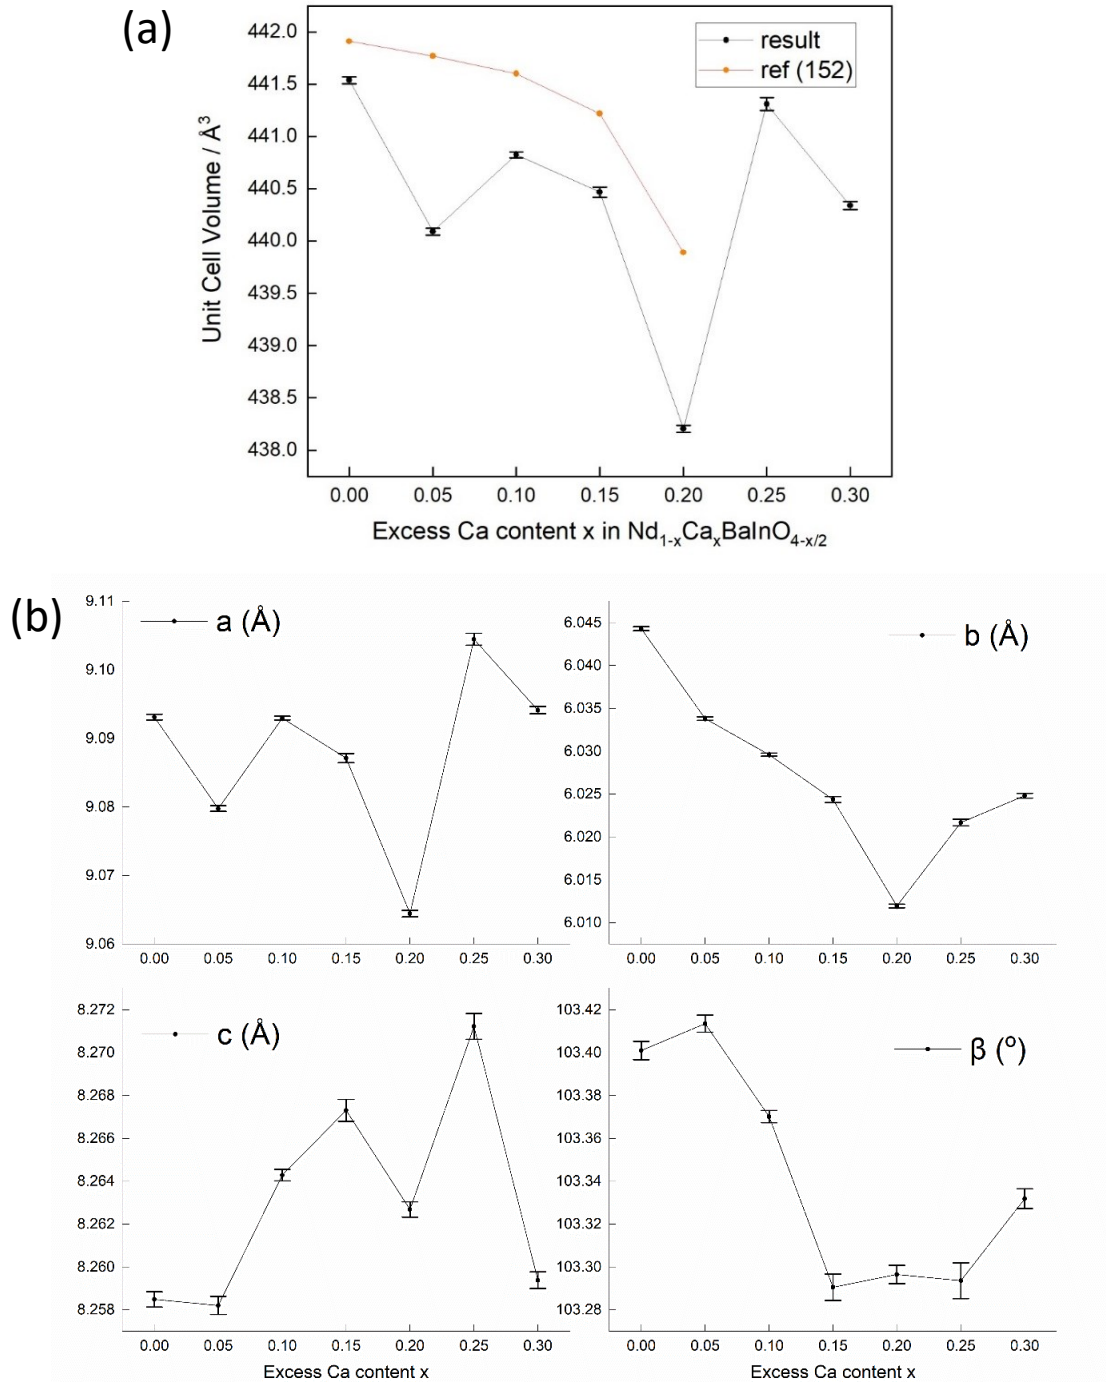 (a)
442.0
441.5
441.0
440.5
440.0
439.5
439.0
438.5
438.0
Unit Cell Volume / Å³
result
ref (152)
0.00 0.05 0.10 0.15 0.20 0.25 0.30
Excess Ca content x in Nd₁₋ₓCaₓBaInO₄₋ₓ/₂
(b)
9.11
9.10
9.09
9.08
9.07
9.06
a (Å)
0.00 0.05 0.10 0.15 0.20 0.25 0.30
6.045
6.040
6.035
6.030
6.025
6.020
6.015
6.010
b (Å)
0.00 0.05 0.10 0.15 0.20 0.25 0.30
8.272
8.270
8.268
8.266
8.264
8.262
8.260
8.258
c (Å)
0.00 0.05 0.10 0.15 0.20 0.25 0.30
Excess Ca content x
103.42
103.40
103.38
103.36
103.34
103.32
103.30
103.28
β (º)
0.00 0.05 0.10 0.15 0.20 0.25 0.30
Excess Ca content x